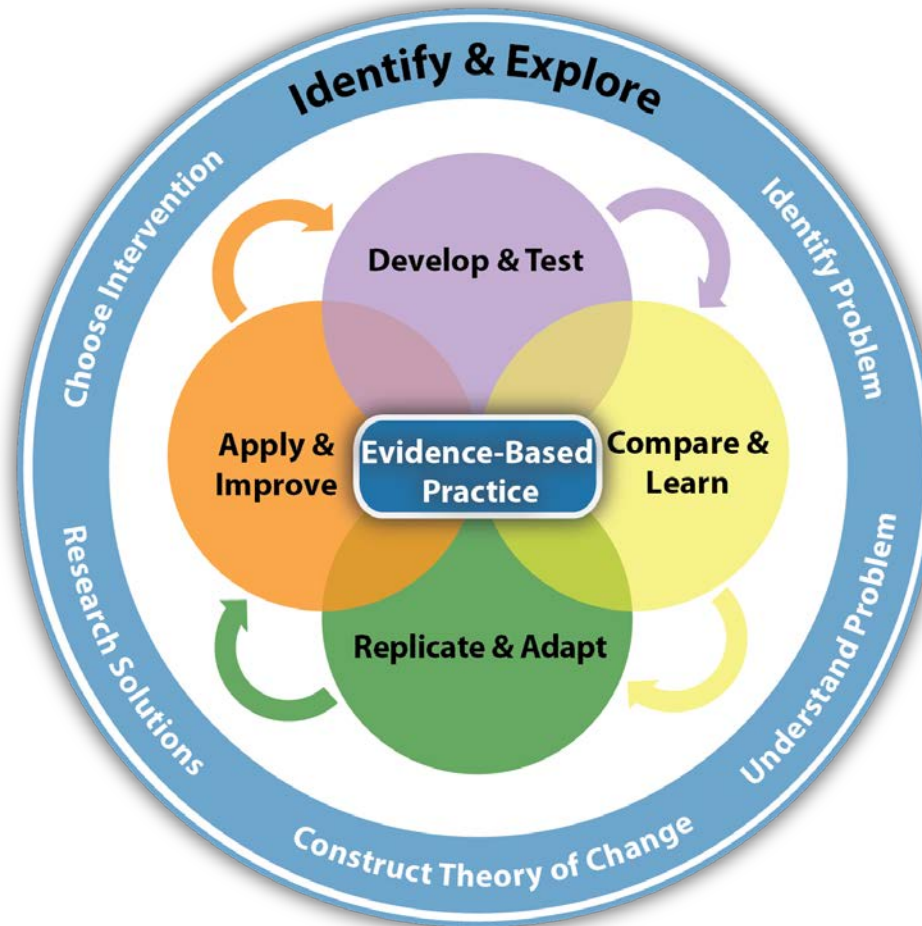 Identify & Explore
Identify Problem
Understand Problem
Construct Theory of Change
Research Solutions
Choose Intervention
Develop & Test
Compare &
Learn
Replicate & Adapt
Apply &
Improve
Evidence-Based
Practice